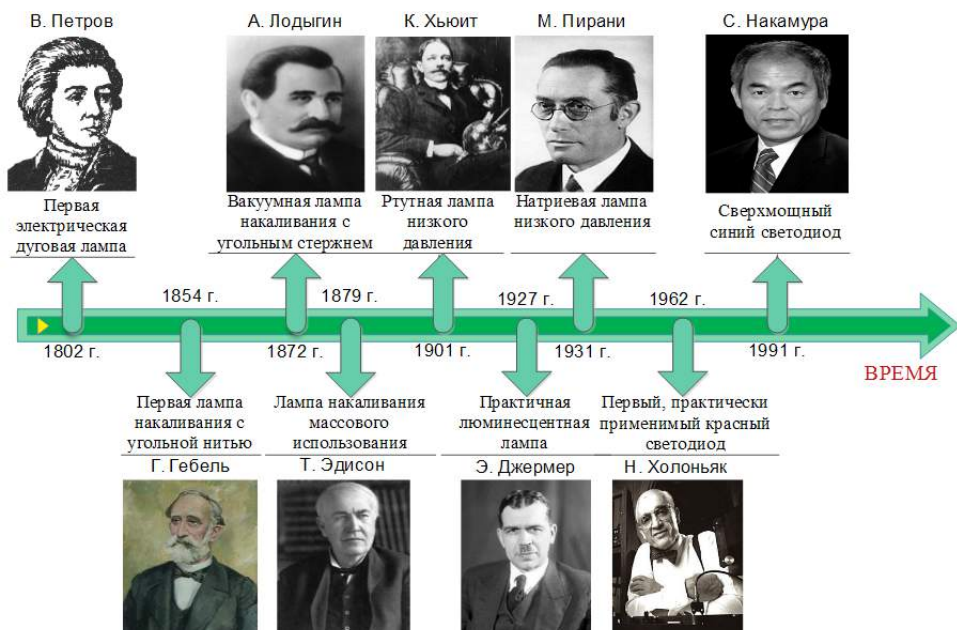 В. Петров
А. Лодыгин
К. Хьюит
М. Пирани
С. Накамура
Первая
электрическая
дуговая лампа
Вакуумная лампа
накаливания с
угольным стержнем
Ртутная лампа
низкого
давления
Натриевая лампа
низкого давления
Сверхмощный
синий светодиод
1854 г.
1879 г.
1927 г.
1962 г.
1802 г.
1872 г.
1901 г.
1931 г.
1991 г.
ВРЕМЯ
Первая лампа
накаливания с
угольной нитью
Лампа накаливания
массового
использования
Практичная
люминесцентная
лампа
Первый, практически
применимый красный
светодиод
Г. Гебель
Т. Эдисон
Э. Джермер
Н. Холоньяк